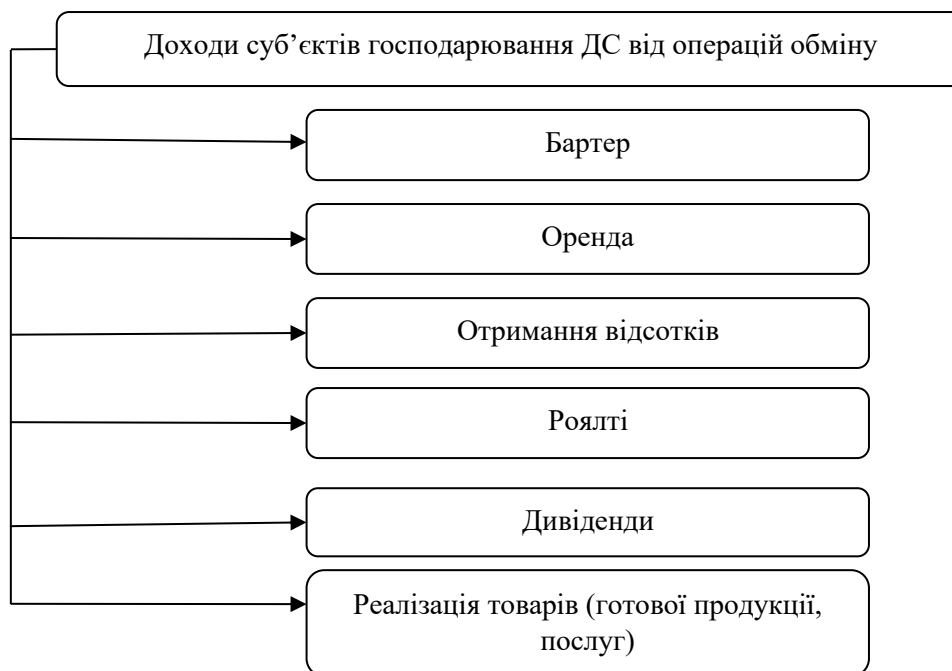 Доходи суб’єктів господарювання ДС від операцій обміну
Бартер
Оренда
Отримання відсотків
Роялті
Дивіденди
Реалізація товарів (готової продукції,
послуг)